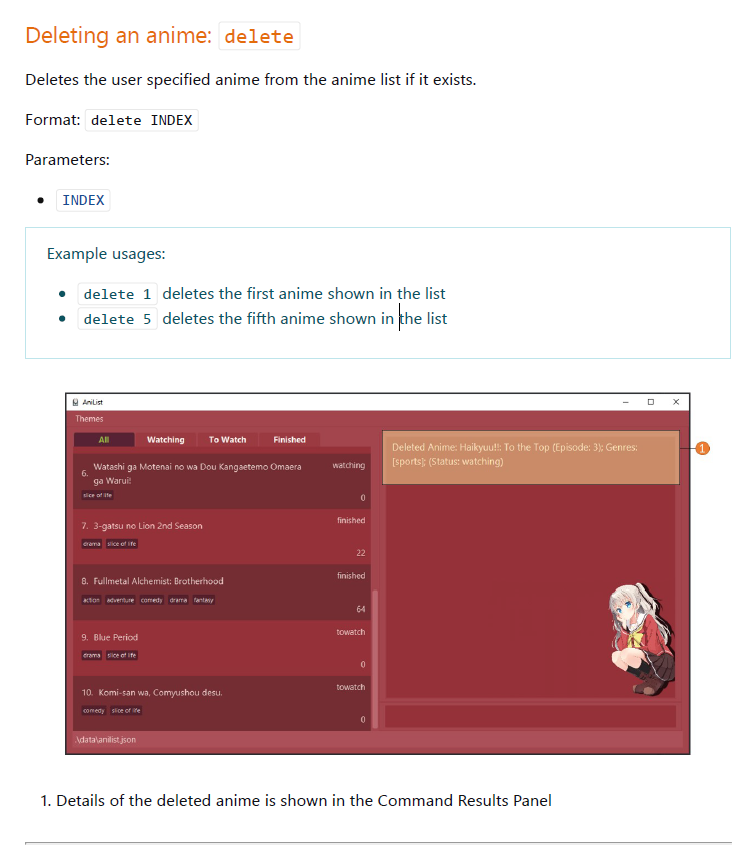 Deleting an anime: delete
Deletes the user specified anime from the anime list if it exists.
Format: delete INDEX
Parameters:
• INDEX
Example usages:
• delete 1 deletes the first anime shown in the list
• delete 5 deletes the fifth anime shown in the list
AniList
Themes
All Watching To Watch Finished
6. Watashi ga Motenai no wa Dou Kangaetemo Omaera watching
ga Warui!
slice of life
0
7. 3-gatsu no Lion 2nd Season finished
drama slice of life
22
8. Fullmetal Alchemist: Brotherhood finished
action adventure comedy drama fantasy
64
9. Blue Period towatch
drama slice of life
0
10. Komi-san wa, Comyushou desu. towatch
comedy slice of life
0
.\data\anilist.json
Deleted Anime: Haikyuu!!: To the Top (Episode: 3); Genres:
[sports]; (Status: watching)
1
1. Details of the deleted anime is shown in the Command Results Panel